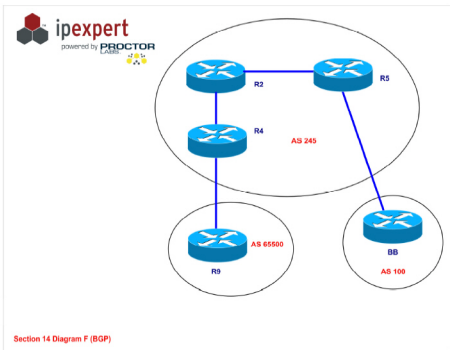 ipexpert
powered by PROCTOR
LABS
R2
R5
R4
AS 245
R9
AS 65500
BB
AS 100
Section 14 Diagram F (BGP)